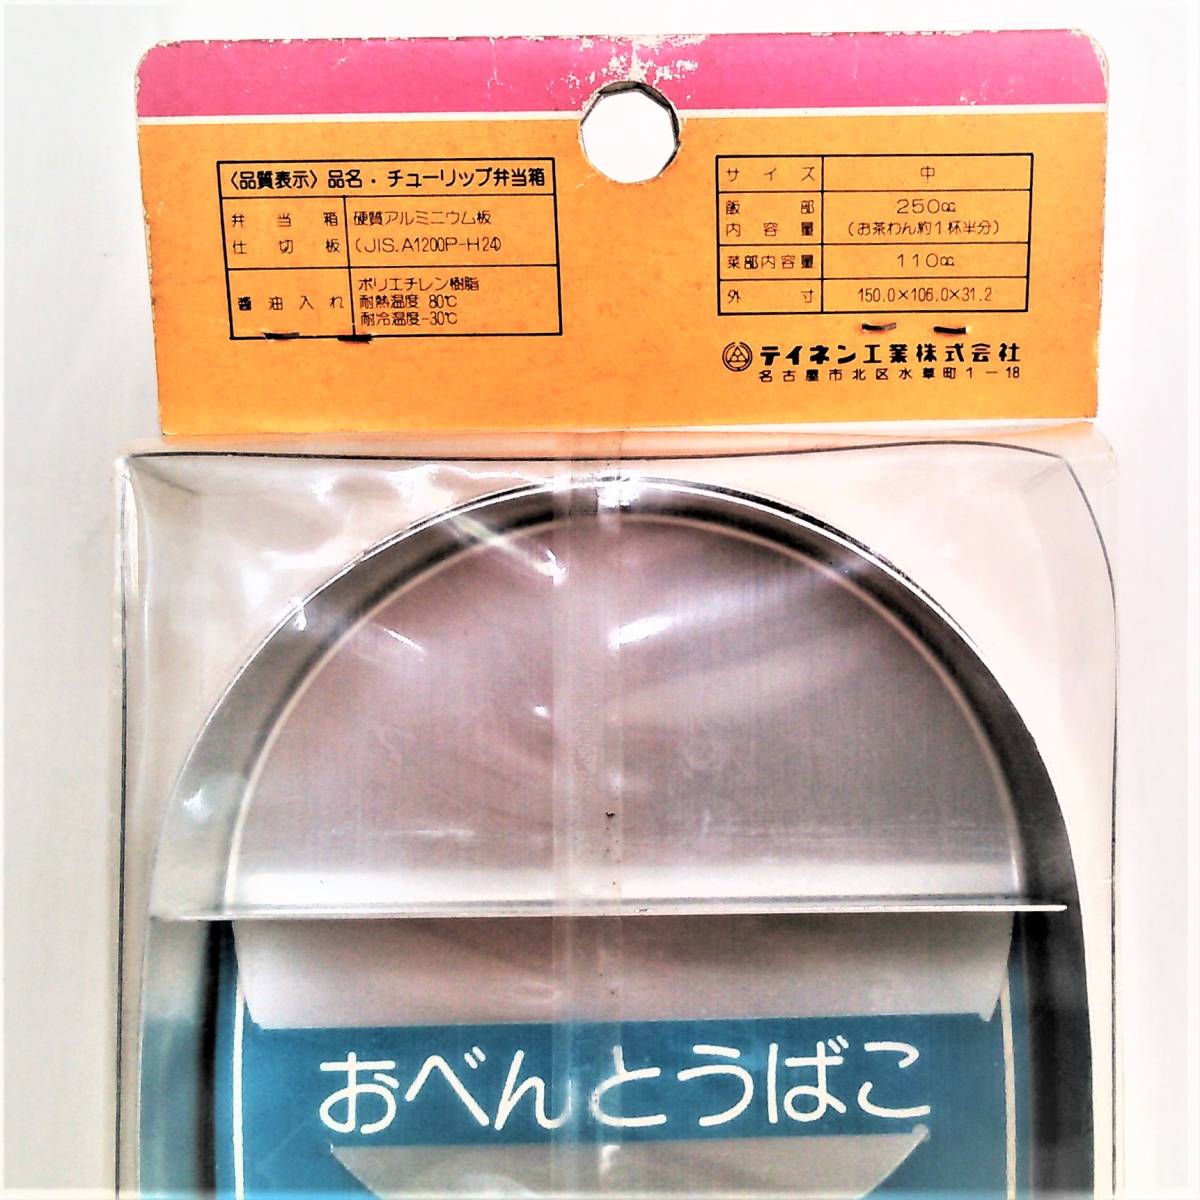 〈品質表示〉品名・チューリップ弁当箱
弁当箱 硬質アルミニウム板
仕切板 (JIS.A1200P-H24)
醬油入れ ポリエチレン樹脂
耐熱温度 80℃
耐冷温度-30℃
サイズ 中
飯部 250cc
内容量 (お茶わん約1杯半分)
菜部内容量 110cc
外寸 150.0×106.0×31.2
テイネン工業株式会社
名古屋市北区水草町1-18
おべんとうばこ